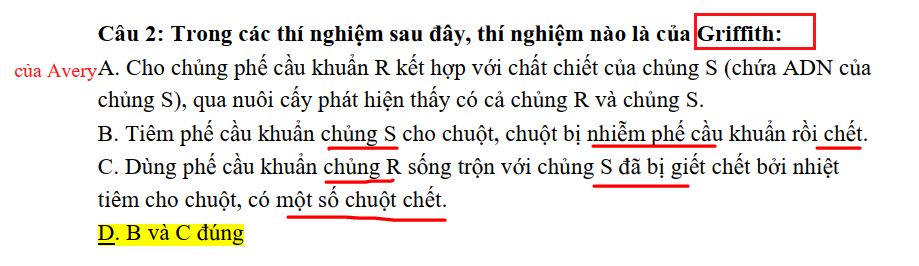 Câu 2: Trong các thí nghiệm sau đây, thí nghiệm nào là của Griffith:
của Avery A. Cho chủng phế cầu khuẩn R kết hợp với chất chiết của chủng S (chứa ADN của
chủng S), qua nuôi cấy phát hiện thấy có cả chủng R và chủng S.
B. Tiêm phế cầu khuẩn chủng S cho chuột, chuột bị nhiễm phế cầu khuẩn rồi chết.
C. Dùng phế cầu khuẩn chủng R sống trộn với chủng S đã bị giết chết bởi nhiệt
tiêm cho chuột, có một số chuột chết.
D. B và C đúng